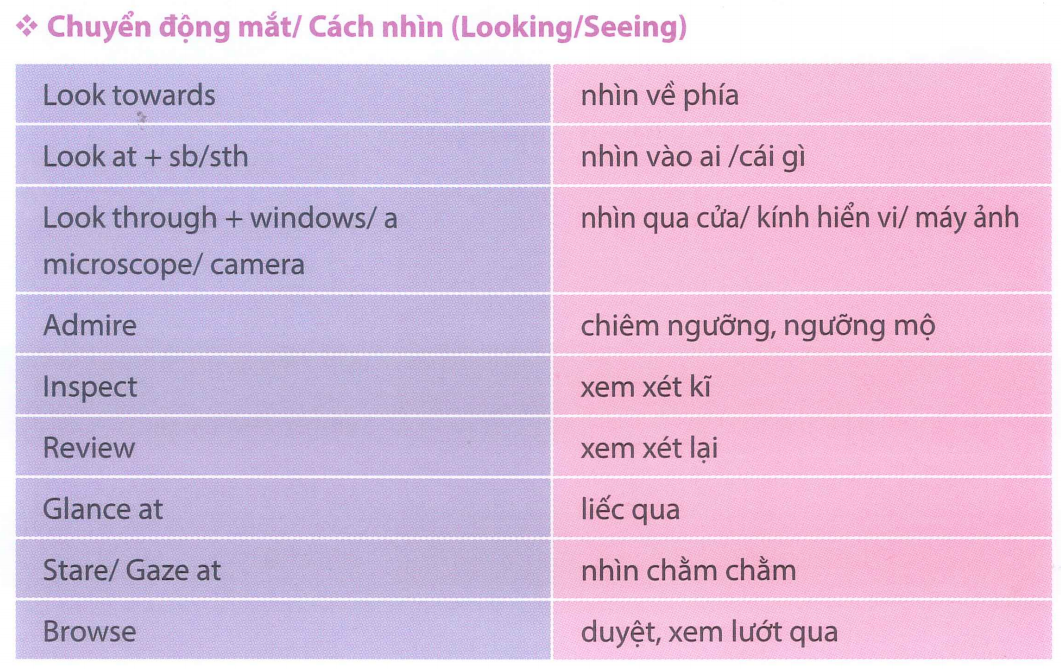 ❖ Chuyển động mắt/ Cách nhìn (Looking/Seeing)
Look towards nhìn về phía
Look at + sb/sth nhìn vào ai /cái gì
Look through + windows/ a nhìn qua cửa/ kính hiển vi/ máy ảnh
microscope/ camera
Admire chiêm ngưỡng, ngưỡng mộ
Inspect xem xét kĩ
Review xem xét lại
Glance at liếc qua
Stare/ Gaze at nhìn chằm chằm
Browse duyệt, xem lướt qua